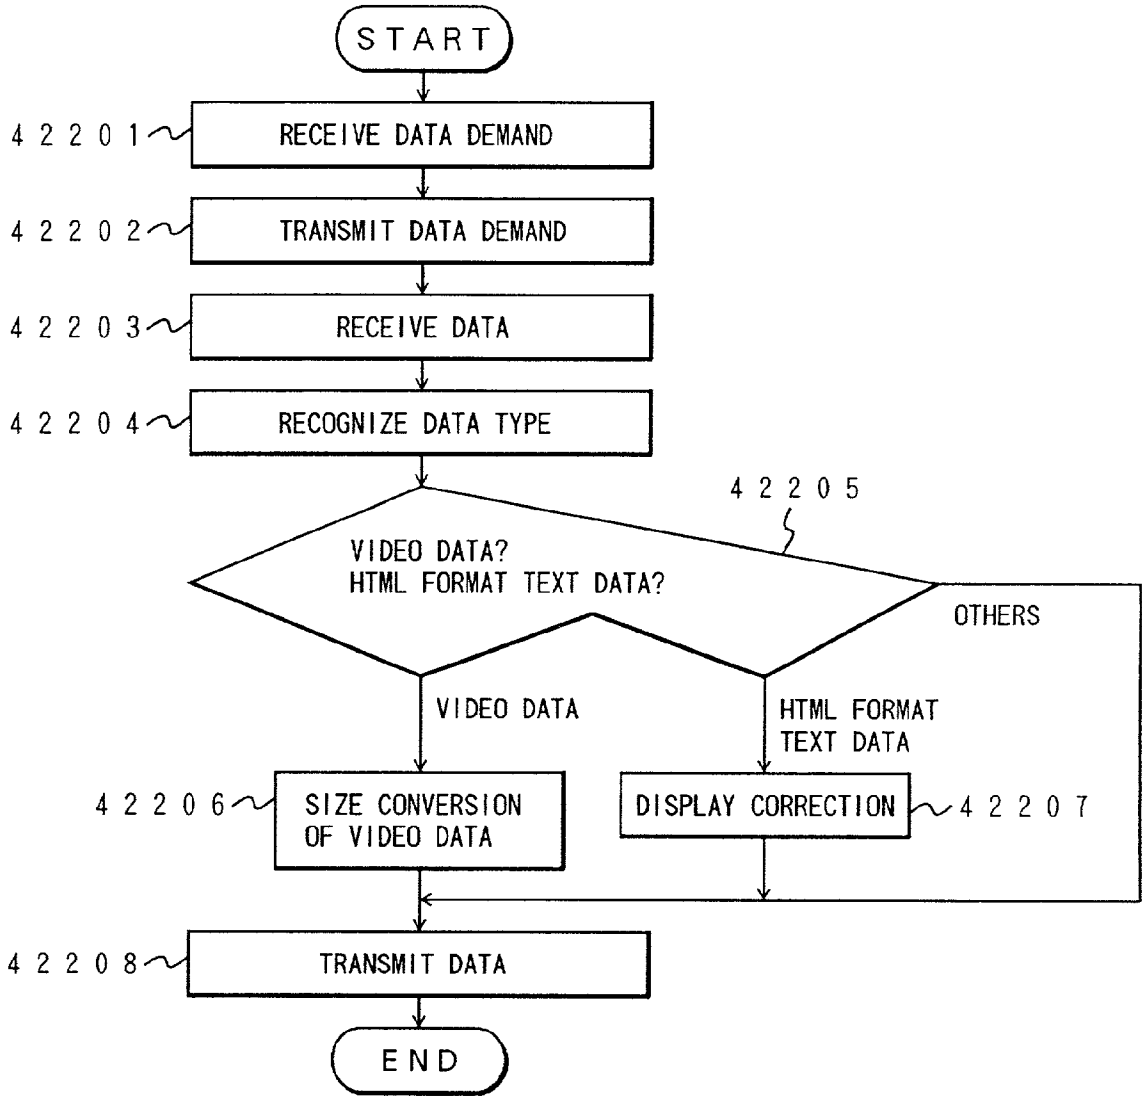 START
42201
RECEIVE DATA DEMAND
42202
TRANSMIT DATA DEMAND
42203
RECEIVE DATA
42204
RECOGNIZE DATA TYPE
42205
VIDEO DATA?
HTML FORMAT TEXT DATA?
OTHERS
VIDEO DATA
HTML FORMAT
TEXT DATA
42206
SIZE CONVERSION
OF VIDEO DATA
DISPLAY CORRECTION
42207
42208
TRANSMIT DATA
END